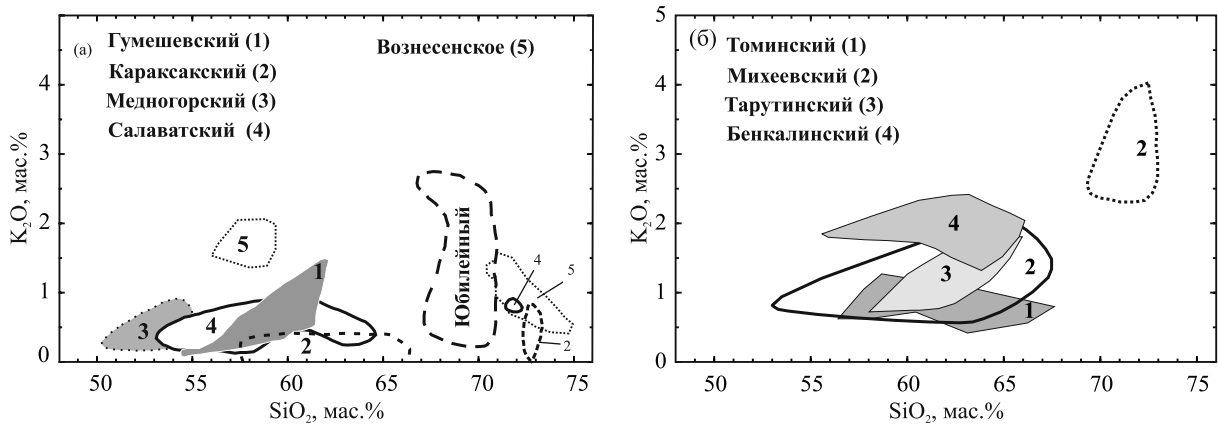 (а)
Гумешевский (1)
Караксакский (2)
Медногорский (3)
Салаватский (4)
Вознесенское (5)
K2O, мас.%
4
3
2
1
0
5
1
3
4
2
Юбилейный
4
5
2
50 55 60 65 70 75
SiO2, мас.%
(б)
Томинский (1)
Михеевский (2)
Тарутинский (3)
Бенкалинский (4)
K2O, мас.%
5
4
3
2
1
0
2
4
3
2
1
50 55 60 65 70 75
SiO2, мас.%